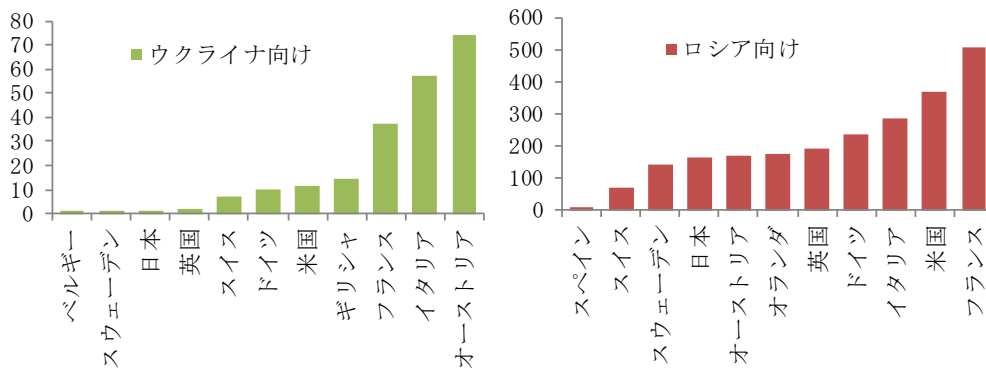 80
70
60
50
40
30
20
10
0
■ウクライナ向け
ベルギー
スウェーデン
日本
英国
スイス
ドイツ
米国
ギリシャ
フランス
イタリア
オーストリア
600
500
400
300
200
100
0
■ロシア向け
スペイン
スイス
スウェーデン
日本
オーストリア
オランダ
英国
ドイツ
イタリア
米国
フランス